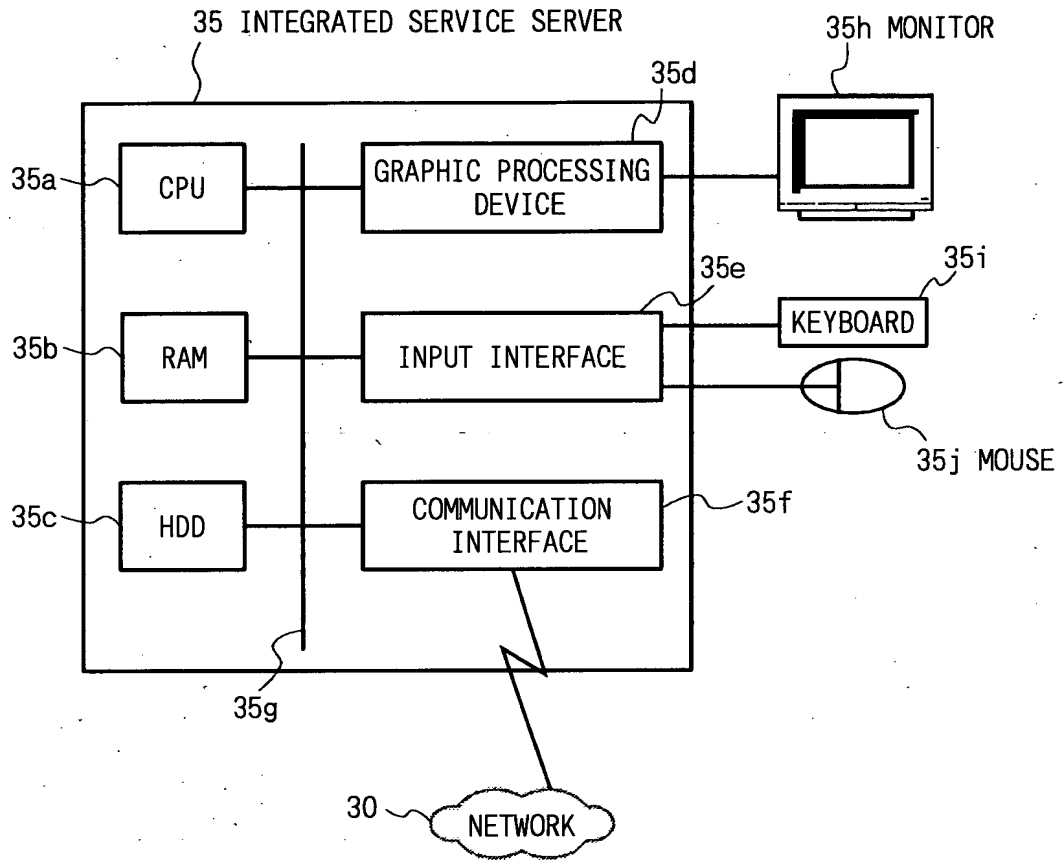 35 INTEGRATED SERVICE SERVER
35h MONITOR
35d
35a
CPU
GRAPHIC PROCESSING
DEVICE
35e
35i
KEYBOARD
35b
RAM
INPUT INTERFACE
35j MOUSE
35c
HDD
COMMUNICATION
INTERFACE
35f
35g
30
NETWORK